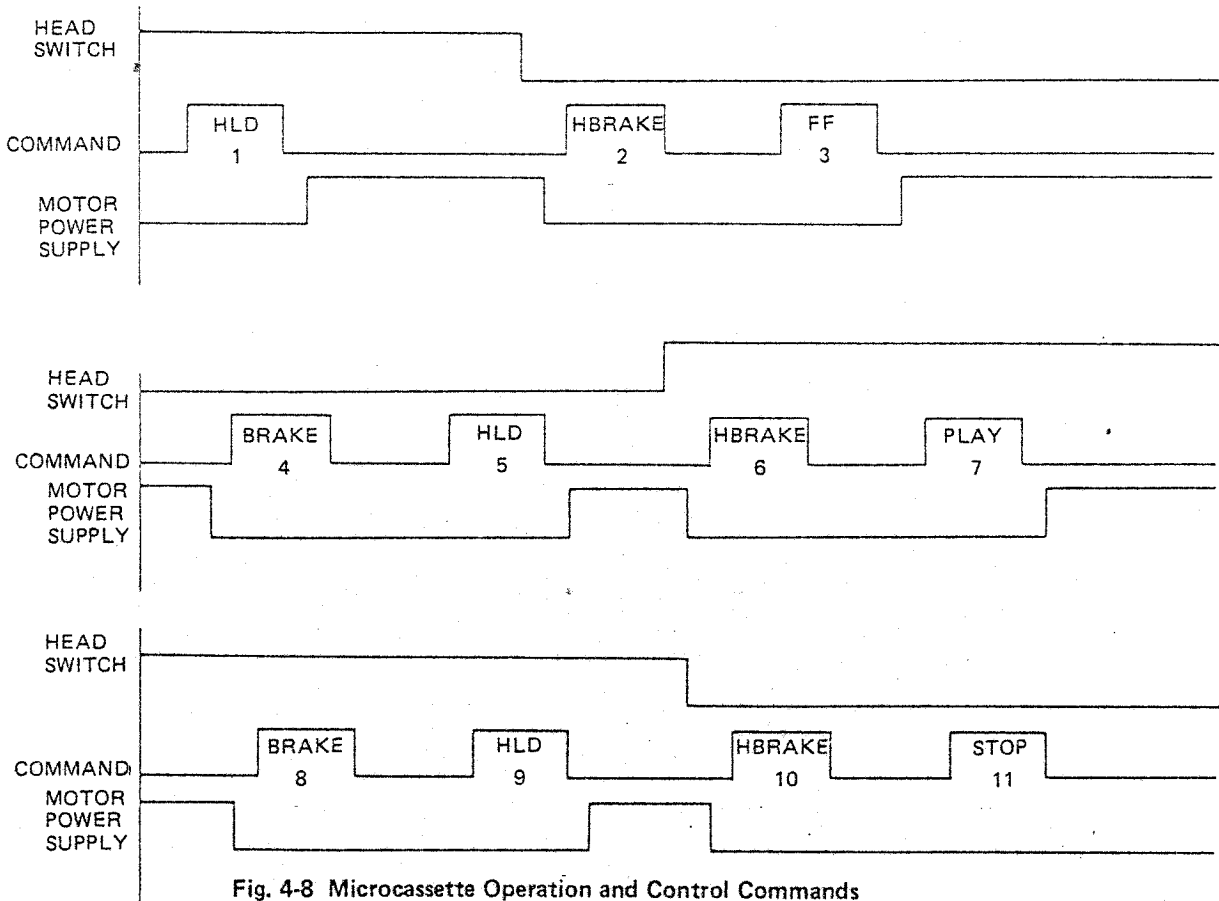 HEAD
SWITCH
HLD
HBRAKE
FF
COMMAND
1
2
3
MOTOR
POWER
SUPPLY
HEAD
SWITCH
BRAKE
HLD
HBRAKE
PLAY
COMMAND
4
5
6
7
MOTOR
POWER
SUPPLY
HEAD
SWITCH
BRAKE
HLD
HBRAKE
STOP
COMMAND
8
9
10
11
MOTOR
POWER
SUPPLY
Fig. 4-8 Microcassette Operation and Control Commands